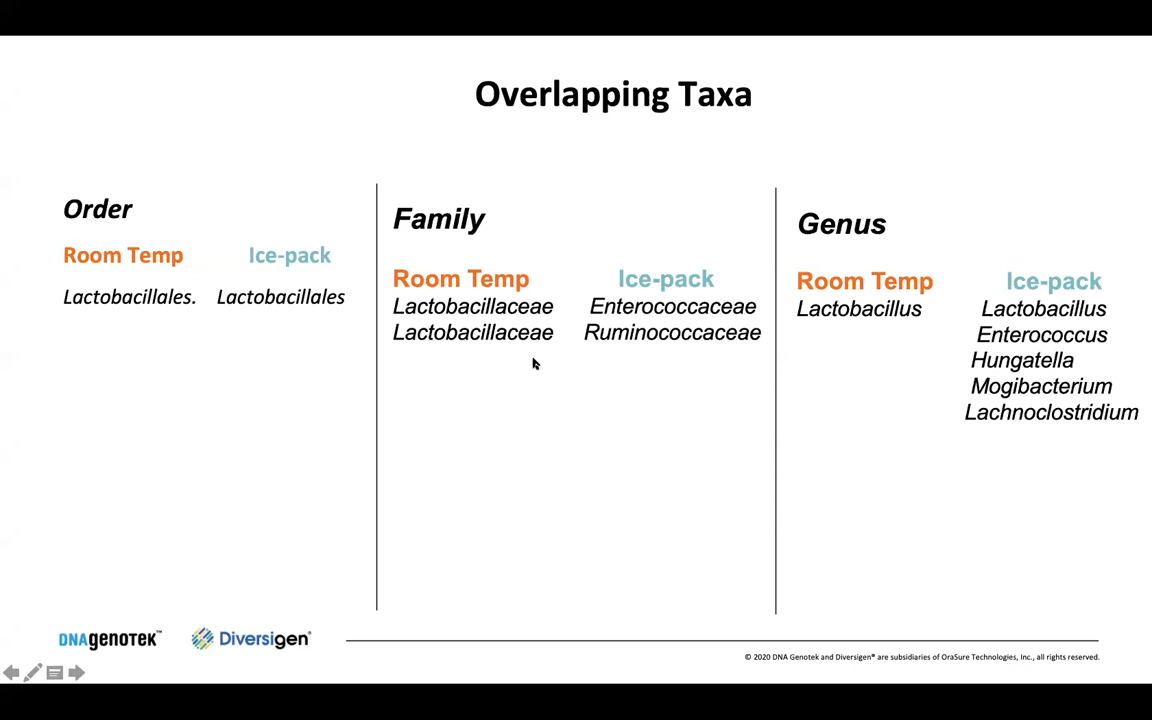 Overlapping Taxa
Order
Room Temp Ice-pack
Lactobacillales. Lactobacillales
Family
Room Temp Ice-pack
Lactobacillaceae Enterococcaceae
Lactobacillaceae Ruminococcaceae
Genus
Room Temp Ice-pack
Lactobacillus Lactobacillus
Enterococcus
Hungatella
Mogibacterium
Lachnoclostridium
DNAgenotek™ Diversigen®
© 2020 DNA Genotek and Diversigen® are subsidiaries of OraSure Technologies, Inc., all rights reserved.